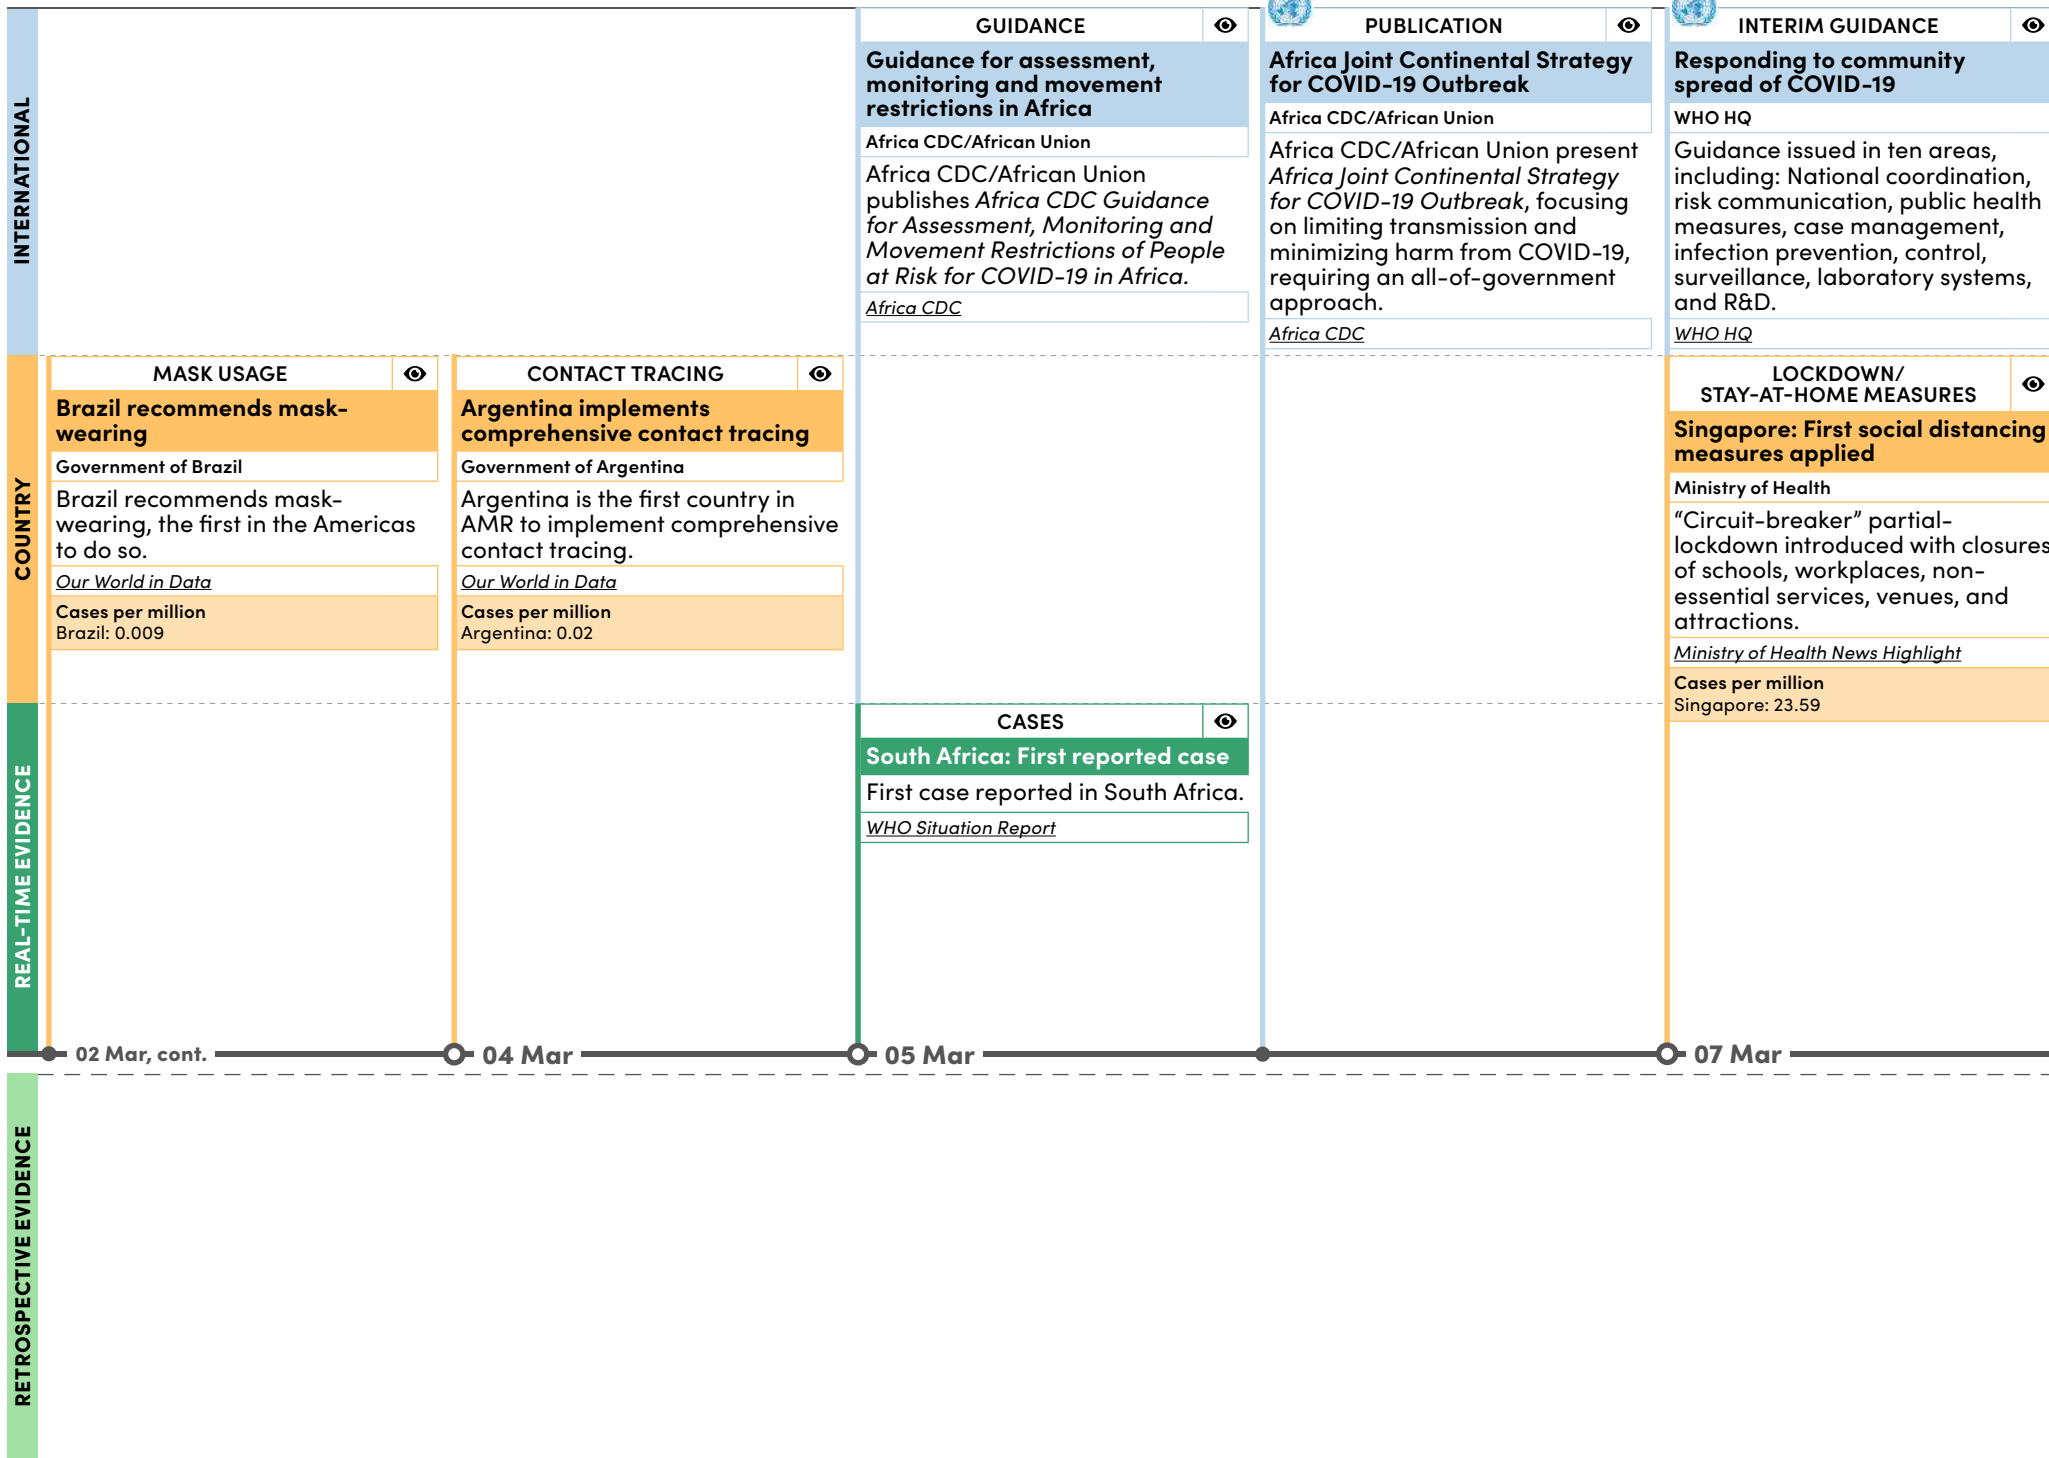 INTERNATIONAL
GUIDANCE
Guidance for assessment,
monitoring and movement
restrictions in Africa
Africa CDC/African Union
Africa CDC/African Union
publishes Africa CDC Guidance
for Assessment, Monitoring and
Movement Restrictions of People
at Risk for COVID-19 in Africa.
Africa CDC
PUBLICATION
Africa Joint Continental Strategy
for COVID-19 Outbreak
Africa CDC/African Union
Africa CDC/African Union present
Africa Joint Continental Strategy
for COVID-19 Outbreak, focusing
on limiting transmission and
minimizing harm from COVID-19,
requiring an all-of-government
approach.
Africa CDC
INTERIM GUIDANCE
Responding to community
spread of COVID-19
WHO HQ
Guidance issued in ten areas,
including: National coordination,
risk communication, public health
measures, case management,
infection prevention, control,
surveillance, laboratory systems,
and R&D.
WHO HQ
COUNTRY
MASK USAGE
Brazil recommends mask-
wearing
Government of Brazil
Brazil recommends mask-
wearing, the first in the Americas
to do so.
Our World in Data
Cases per million
Brazil: 0.009
CONTACT TRACING
Argentina implements
comprehensive contact tracing
Government of Argentina
Argentina is the first country in
AMR to implement comprehensive
contact tracing.
Our World in Data
Cases per million
Argentina: 0.02
LOCKDOWN/
STAY-AT-HOME MEASURES
Singapore: First social distancing
measures applied
Ministry of Health
“Circuit-breaker” partial-
lockdown introduced with closures
of schools, workplaces, non-
essential services, venues, and
attractions.
Ministry of Health News Highlight
Cases per million
Singapore: 23.59
REAL-TIME EVIDENCE
CASES
South Africa: First reported case
First case reported in South Africa.
WHO Situation Report
02 Mar, cont.
04 Mar
05 Mar
07 Mar
RETROSPECTIVE EVIDENCE